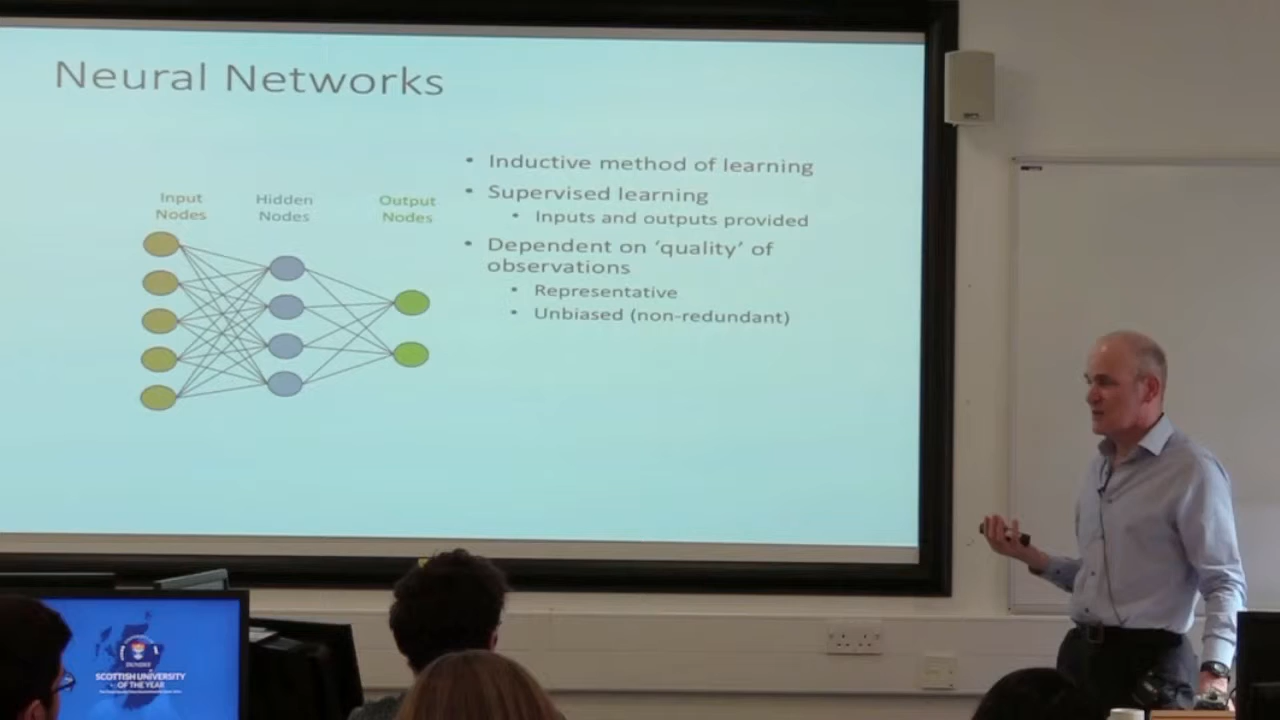 Neural Networks
Input
Nodes
Hidden
Nodes
Output
Nodes
• Inductive method of learning
• Supervised learning
• Inputs and outputs provided
• Dependent on ‘quality’ of
observations
• Representative
• Unbiased (non-redundant)
DUNDEE
SCOTTISH UNIVERSITY
OF THE YEAR